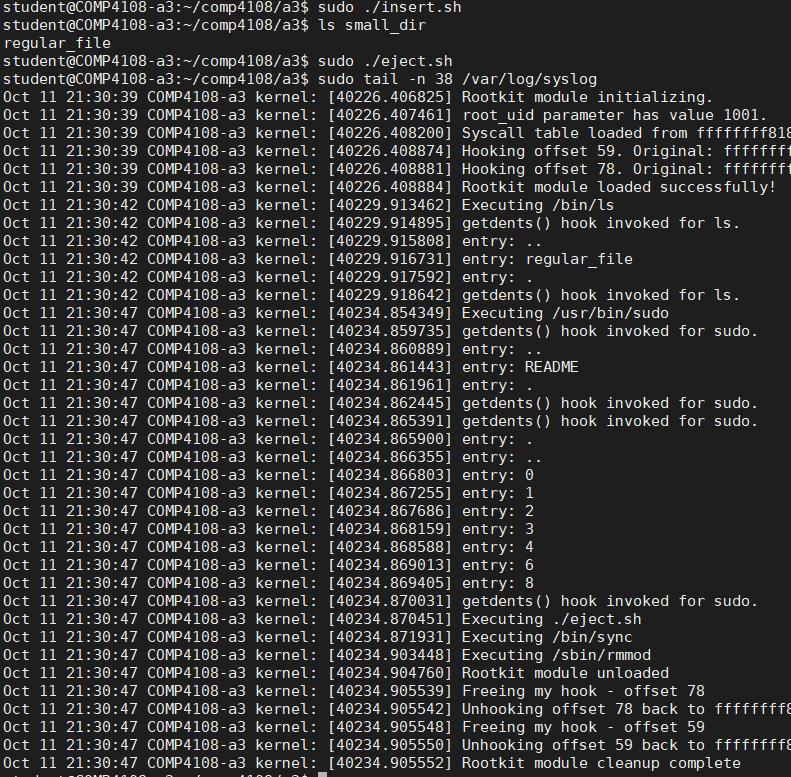 student@COMP4108-a3:~/comp4108/a3$ sudo ./insert.sh
student@COMP4108-a3:~/comp4108/a3$ ls small_dir
regular_file
student@COMP4108-a3:~/comp4108/a3$ sudo ./eject.sh
student@COMP4108-a3:~/comp4108/a3$ sudo tail -n 38 /var/log/syslog
Oct 11 21:30:39 COMP4108-a3 kernel: [40226.406825] Rootkit module initializing.
Oct 11 21:30:39 COMP4108-a3 kernel: [40226.407461] root_uid parameter has value 1001.
Oct 11 21:30:39 COMP4108-a3 kernel: [40226.408200] Syscall table loaded from ffffffff818
Oct 11 21:30:39 COMP4108-a3 kernel: [40226.408874] Hooking offset 59. Original: ffffffff
Oct 11 21:30:39 COMP4108-a3 kernel: [40226.408881] Hooking offset 78. Original: ffffffff
Oct 11 21:30:39 COMP4108-a3 kernel: [40226.408884] Rootkit module loaded successfully!
Oct 11 21:30:42 COMP4108-a3 kernel: [40229.913462] Executing /bin/ls
Oct 11 21:30:42 COMP4108-a3 kernel: [40229.914895] getdents() hook invoked for ls.
Oct 11 21:30:42 COMP4108-a3 kernel: [40229.915808] entry: ..
Oct 11 21:30:42 COMP4108-a3 kernel: [40229.916731] entry: regular_file
Oct 11 21:30:42 COMP4108-a3 kernel: [40229.917592] entry: .
Oct 11 21:30:42 COMP4108-a3 kernel: [40229.918642] getdents() hook invoked for ls.
Oct 11 21:30:47 COMP4108-a3 kernel: [40234.854349] Executing /usr/bin/sudo
Oct 11 21:30:47 COMP4108-a3 kernel: [40234.859735] getdents() hook invoked for sudo.
Oct 11 21:30:47 COMP4108-a3 kernel: [40234.860889] entry: ..
Oct 11 21:30:47 COMP4108-a3 kernel: [40234.861443] entry: README
Oct 11 21:30:47 COMP4108-a3 kernel: [40234.861961] entry: .
Oct 11 21:30:47 COMP4108-a3 kernel: [40234.862445] getdents() hook invoked for sudo.
Oct 11 21:30:47 COMP4108-a3 kernel: [40234.865391] getdents() hook invoked for sudo.
Oct 11 21:30:47 COMP4108-a3 kernel: [40234.865900] entry: .
Oct 11 21:30:47 COMP4108-a3 kernel: [40234.866355] entry: ..
Oct 11 21:30:47 COMP4108-a3 kernel: [40234.866803] entry: 0
Oct 11 21:30:47 COMP4108-a3 kernel: [40234.867255] entry: 1
Oct 11 21:30:47 COMP4108-a3 kernel: [40234.867686] entry: 2
Oct 11 21:30:47 COMP4108-a3 kernel: [40234.868159] entry: 3
Oct 11 21:30:47 COMP4108-a3 kernel: [40234.868588] entry: 4
Oct 11 21:30:47 COMP4108-a3 kernel: [40234.869013] entry: 6
Oct 11 21:30:47 COMP4108-a3 kernel: [40234.869405] entry: 8
Oct 11 21:30:47 COMP4108-a3 kernel: [40234.870031] getdents() hook invoked for sudo.
Oct 11 21:30:47 COMP4108-a3 kernel: [40234.870451] Executing ./eject.sh
Oct 11 21:30:47 COMP4108-a3 kernel: [40234.871931] Executing /bin/sync
Oct 11 21:30:47 COMP4108-a3 kernel: [40234.903448] Executing /sbin/rmmod
Oct 11 21:30:47 COMP4108-a3 kernel: [40234.904760] Rootkit module unloaded
Oct 11 21:30:47 COMP4108-a3 kernel: [40234.905539] Freeing my hook - offset 78
Oct 11 21:30:47 COMP4108-a3 kernel: [40234.905542] Unhooking offset 78 back to ffffffff8
Oct 11 21:30:47 COMP4108-a3 kernel: [40234.905548] Freeing my hook - offset 59
Oct 11 21:30:47 COMP4108-a3 kernel: [40234.905550] Unhooking offset 59 back to ffffffff8
Oct 11 21:30:47 COMP4108-a3 kernel: [40234.905552] Rootkit module cleanup complete
student@COMP4108-a3:~/comp4108/a3$